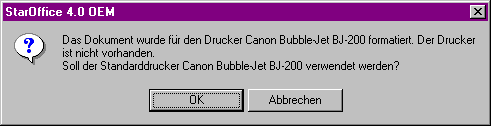 StarOffice 4.0 OEM
Das Dokument wurde für den Drucker Canon Bubble-Jet BJ-200 formatiert. Der Drucker
ist nicht vorhanden.
Soll der Standarddrucker Canon Bubble-Jet BJ-200 verwendet werden?
OK Abbrechen